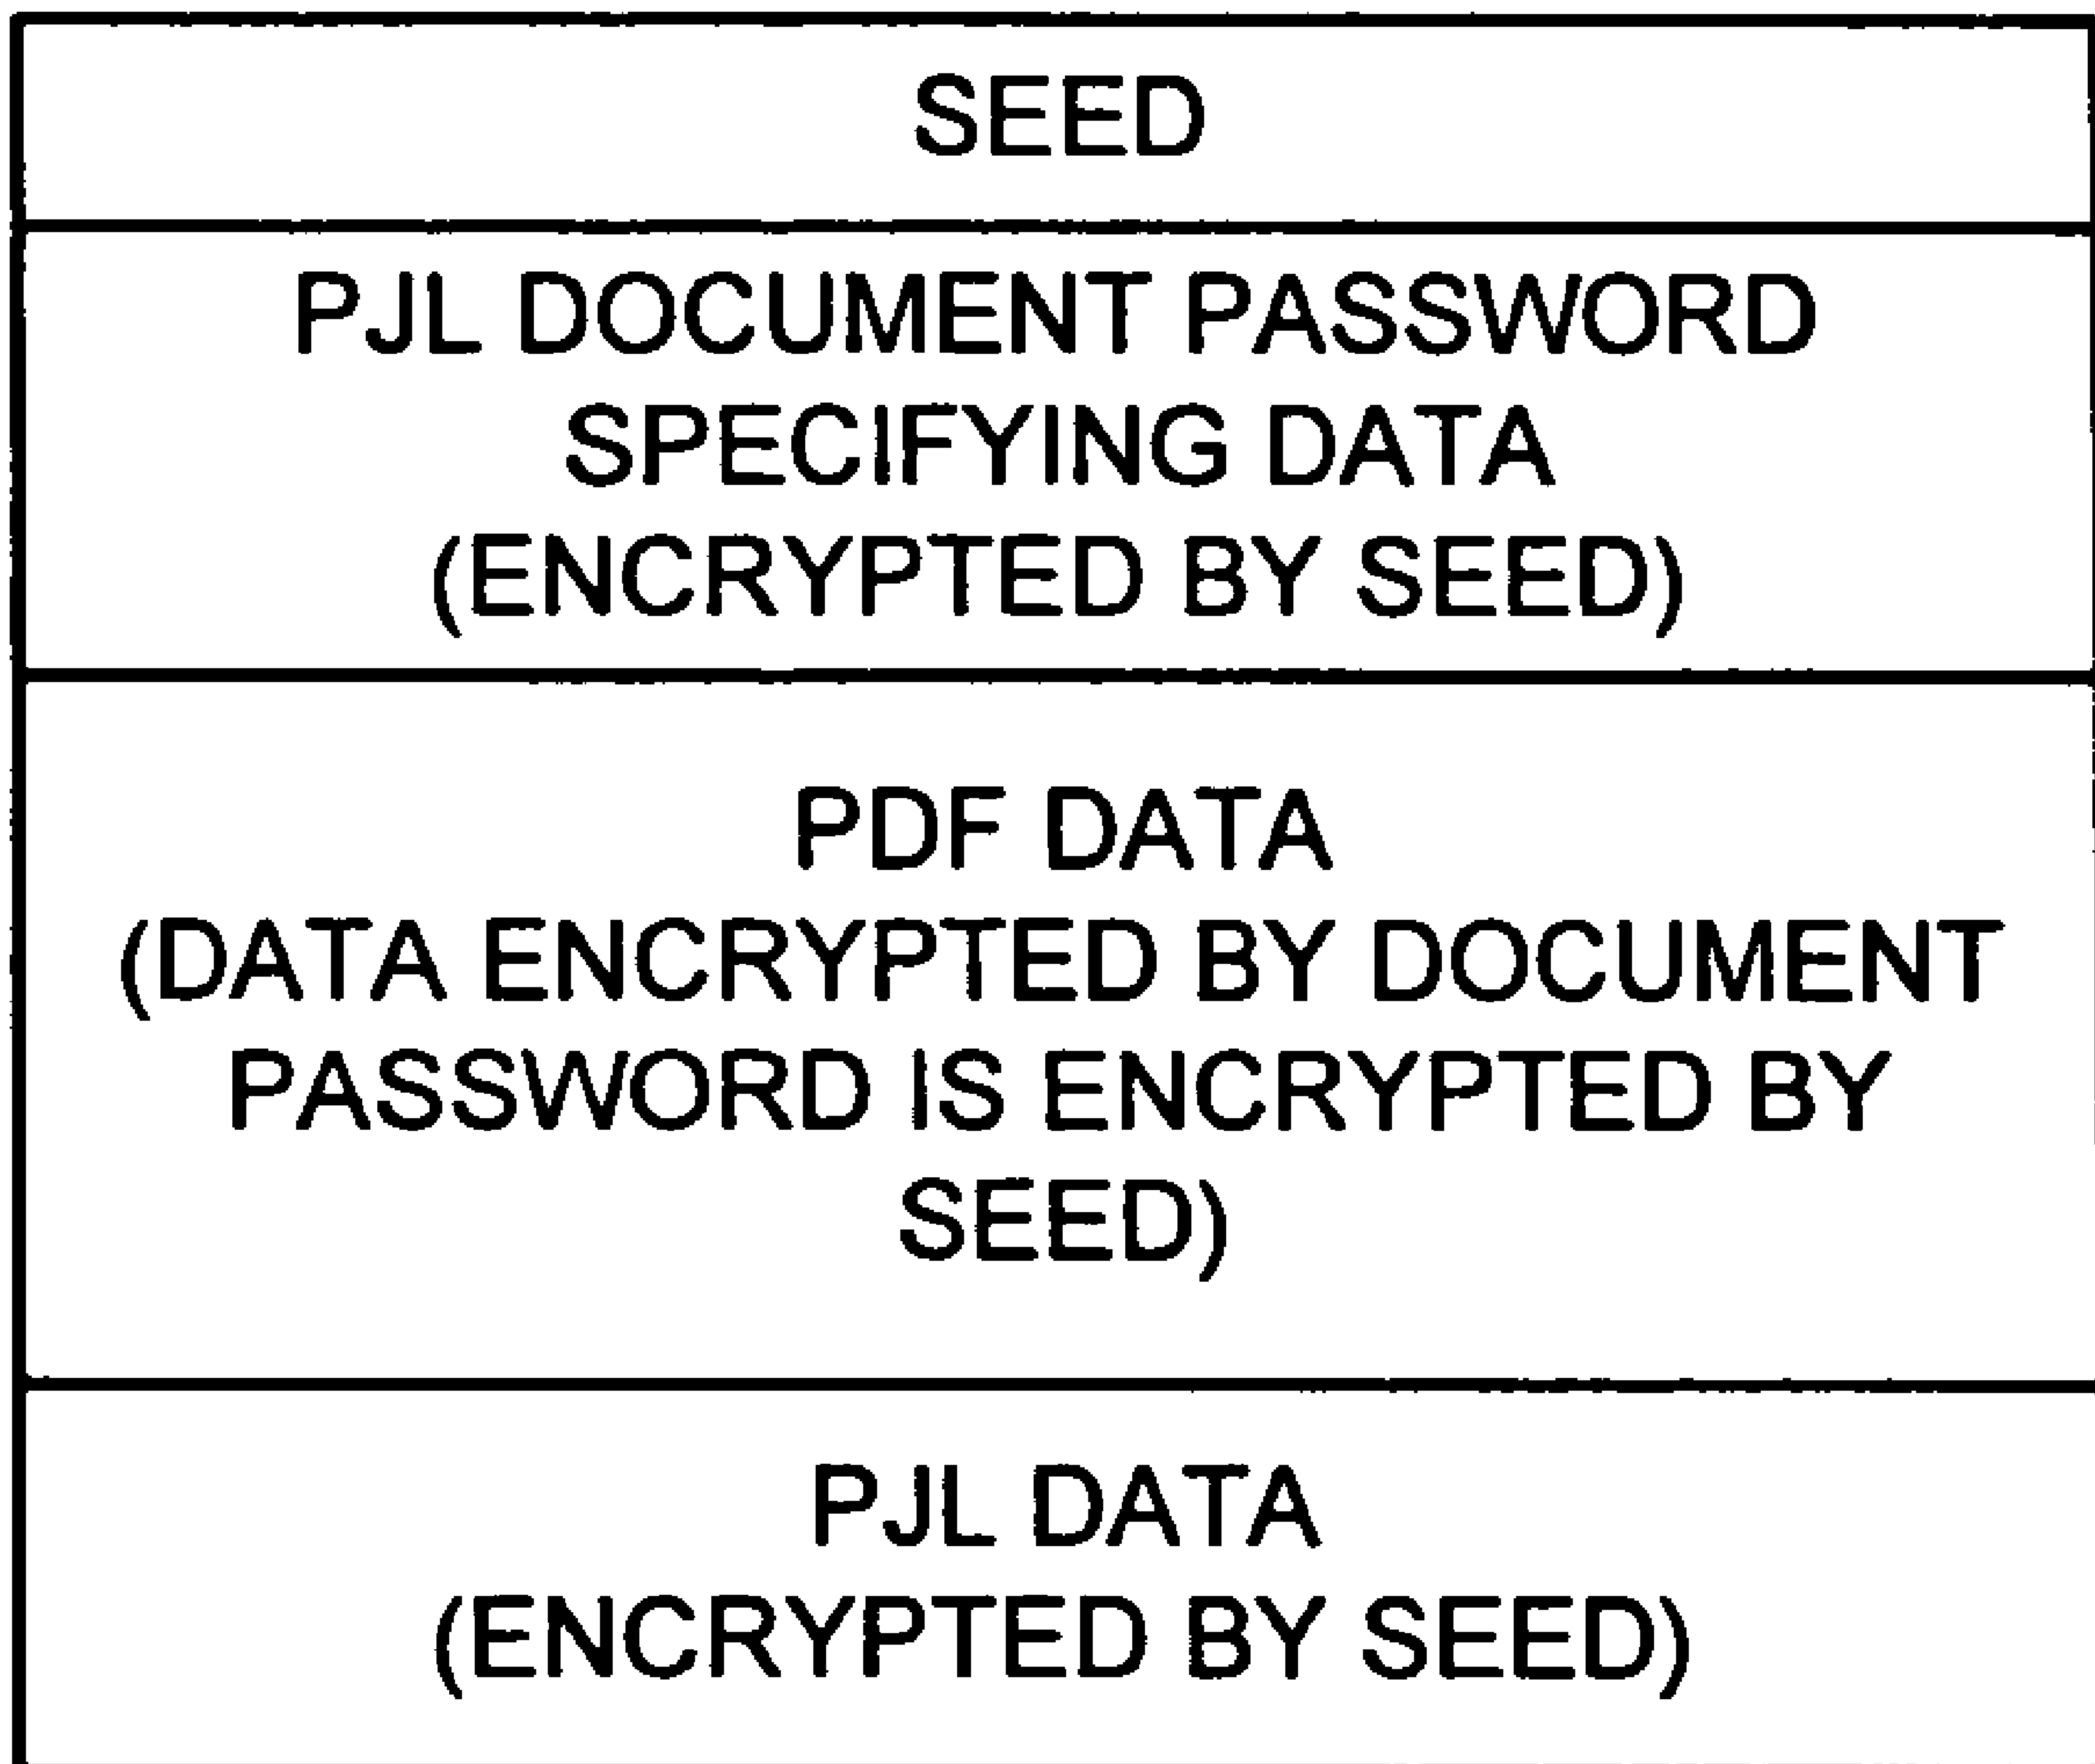 SEED
PJL DOCUMENT PASSWORD
SPECIFYING DATA
(ENCRYPTED BY SEED)
PDF DATA
(DATA ENCRYPTED BY DOCUMENT
PASSWORD IS ENCRYPTED BY
SEED)
PJL DATA
(ENCRYPTED BY SEED)